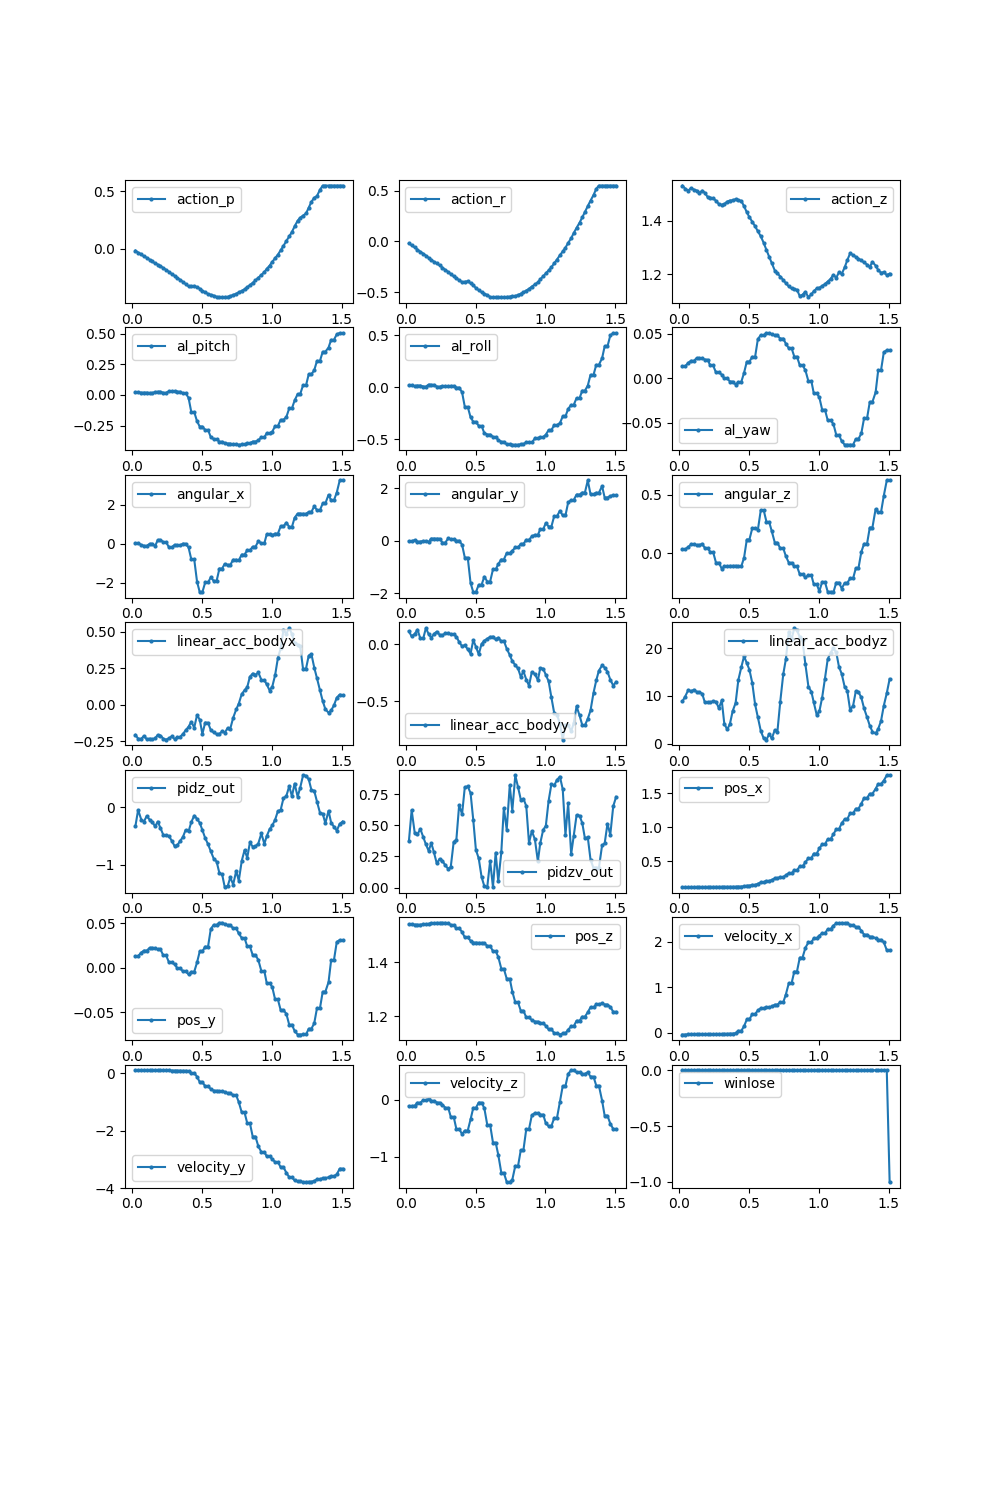 0.5
0.0
action_p
0.0 0.5 1.0 1.5
0.5
0.0
−0.5
action_r
0.0 0.5 1.0 1.5
1.4
1.2
action_z
0.0 0.5 1.0 1.5
0.50
0.25
0.00
−0.25
al_pitch
0.0 0.5 1.0 1.5
0.5
0.0
−0.5
al_roll
0.0 0.5 1.0 1.5
0.05
0.00
−0.05
al_yaw
0.0 0.5 1.0 1.5
2
0
−2
angular_x
0.0 0.5 1.0 1.5
2
0
−2
angular_y
0.0 0.5 1.0 1.5
0.5
0.0
angular_z
0.0 0.5 1.0 1.5
0.50
0.25
0.00
−0.25
linear_acc_bodyx
0.0 0.5 1.0 1.5
0.0
−0.5
linear_acc_bodyy
0.0 0.5 1.0 1.5
20
10
0
linear_acc_bodyz
0.0 0.5 1.0 1.5
0
−1
pidz_out
0.0 0.5 1.0 1.5
0.75
0.50
0.25
0.00
pidzv_out
0.0 0.5 1.0 1.5
1.5
1.0
0.5
pos_x
0.0 0.5 1.0 1.5
0.05
0.00
−0.05
pos_y
0.0 0.5 1.0 1.5
1.4
1.2
pos_z
0.0 0.5 1.0 1.5
2
1
0
velocity_x
0.0 0.5 1.0 1.5
0
−2
−4
velocity_y
0.0 0.5 1.0 1.5
0
−1
velocity_z
0.0 0.5 1.0 1.5
0.0
−0.5
−1.0
winlose
0.0 0.5 1.0 1.5